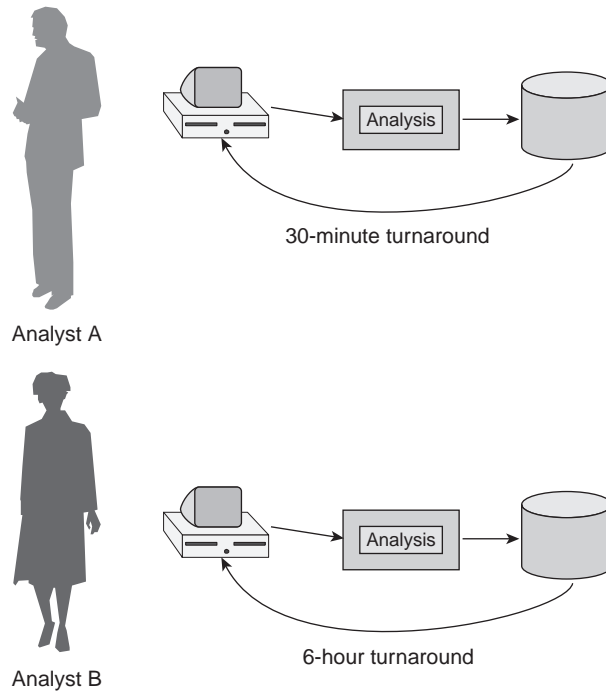 Analysis
30-minute turnaround
Analyst A
Analysis
6-hour turnaround
Analyst B